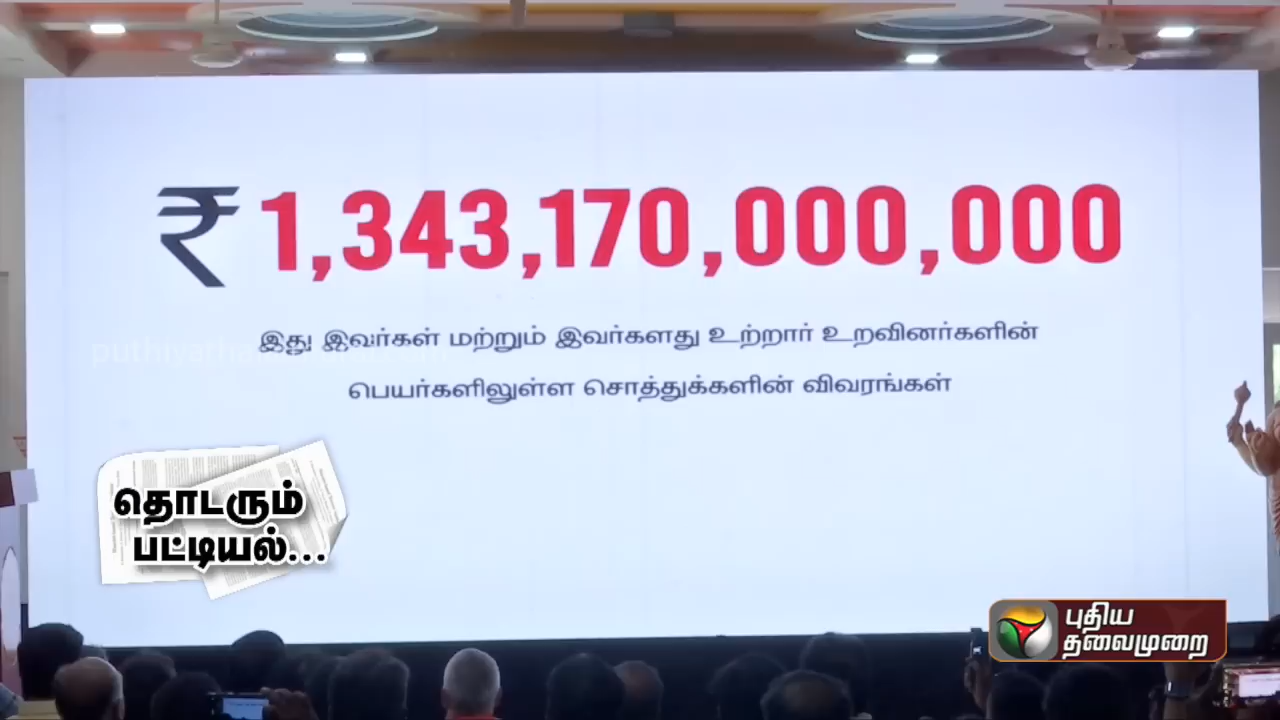 ₹ 1,343,170,000,000
இது இவர்கள் மற்றும் இவர்களது உற்றார் உறவினர்களின்
பெயர்களிலுள்ள சொத்துக்களின் விவரங்கள்
தொடரும்
பட்டியல்...
புதிய
தலைமுறை